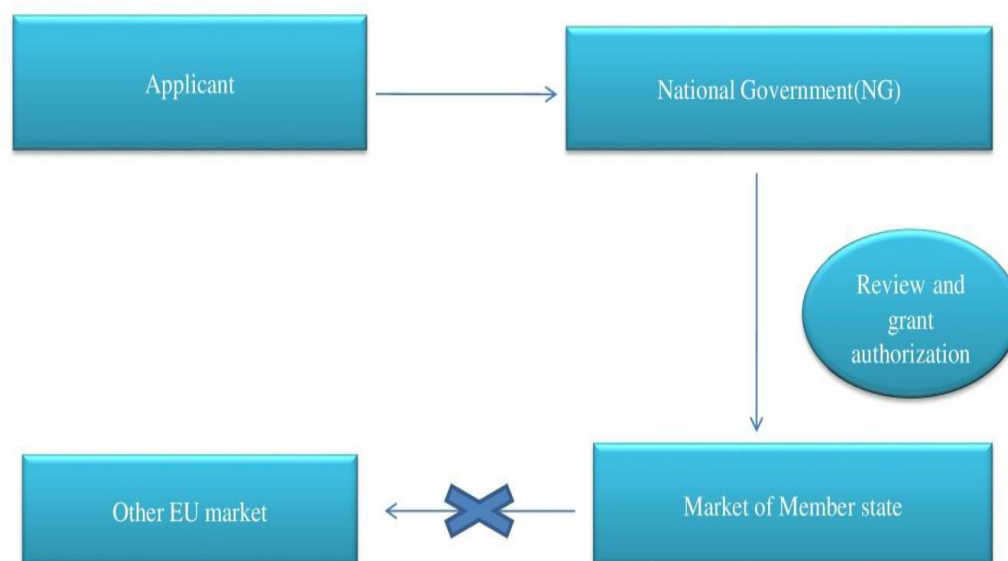 Applicant
National Government(NG)
Review and
grant
authorization
Other EU market
Market of Member state